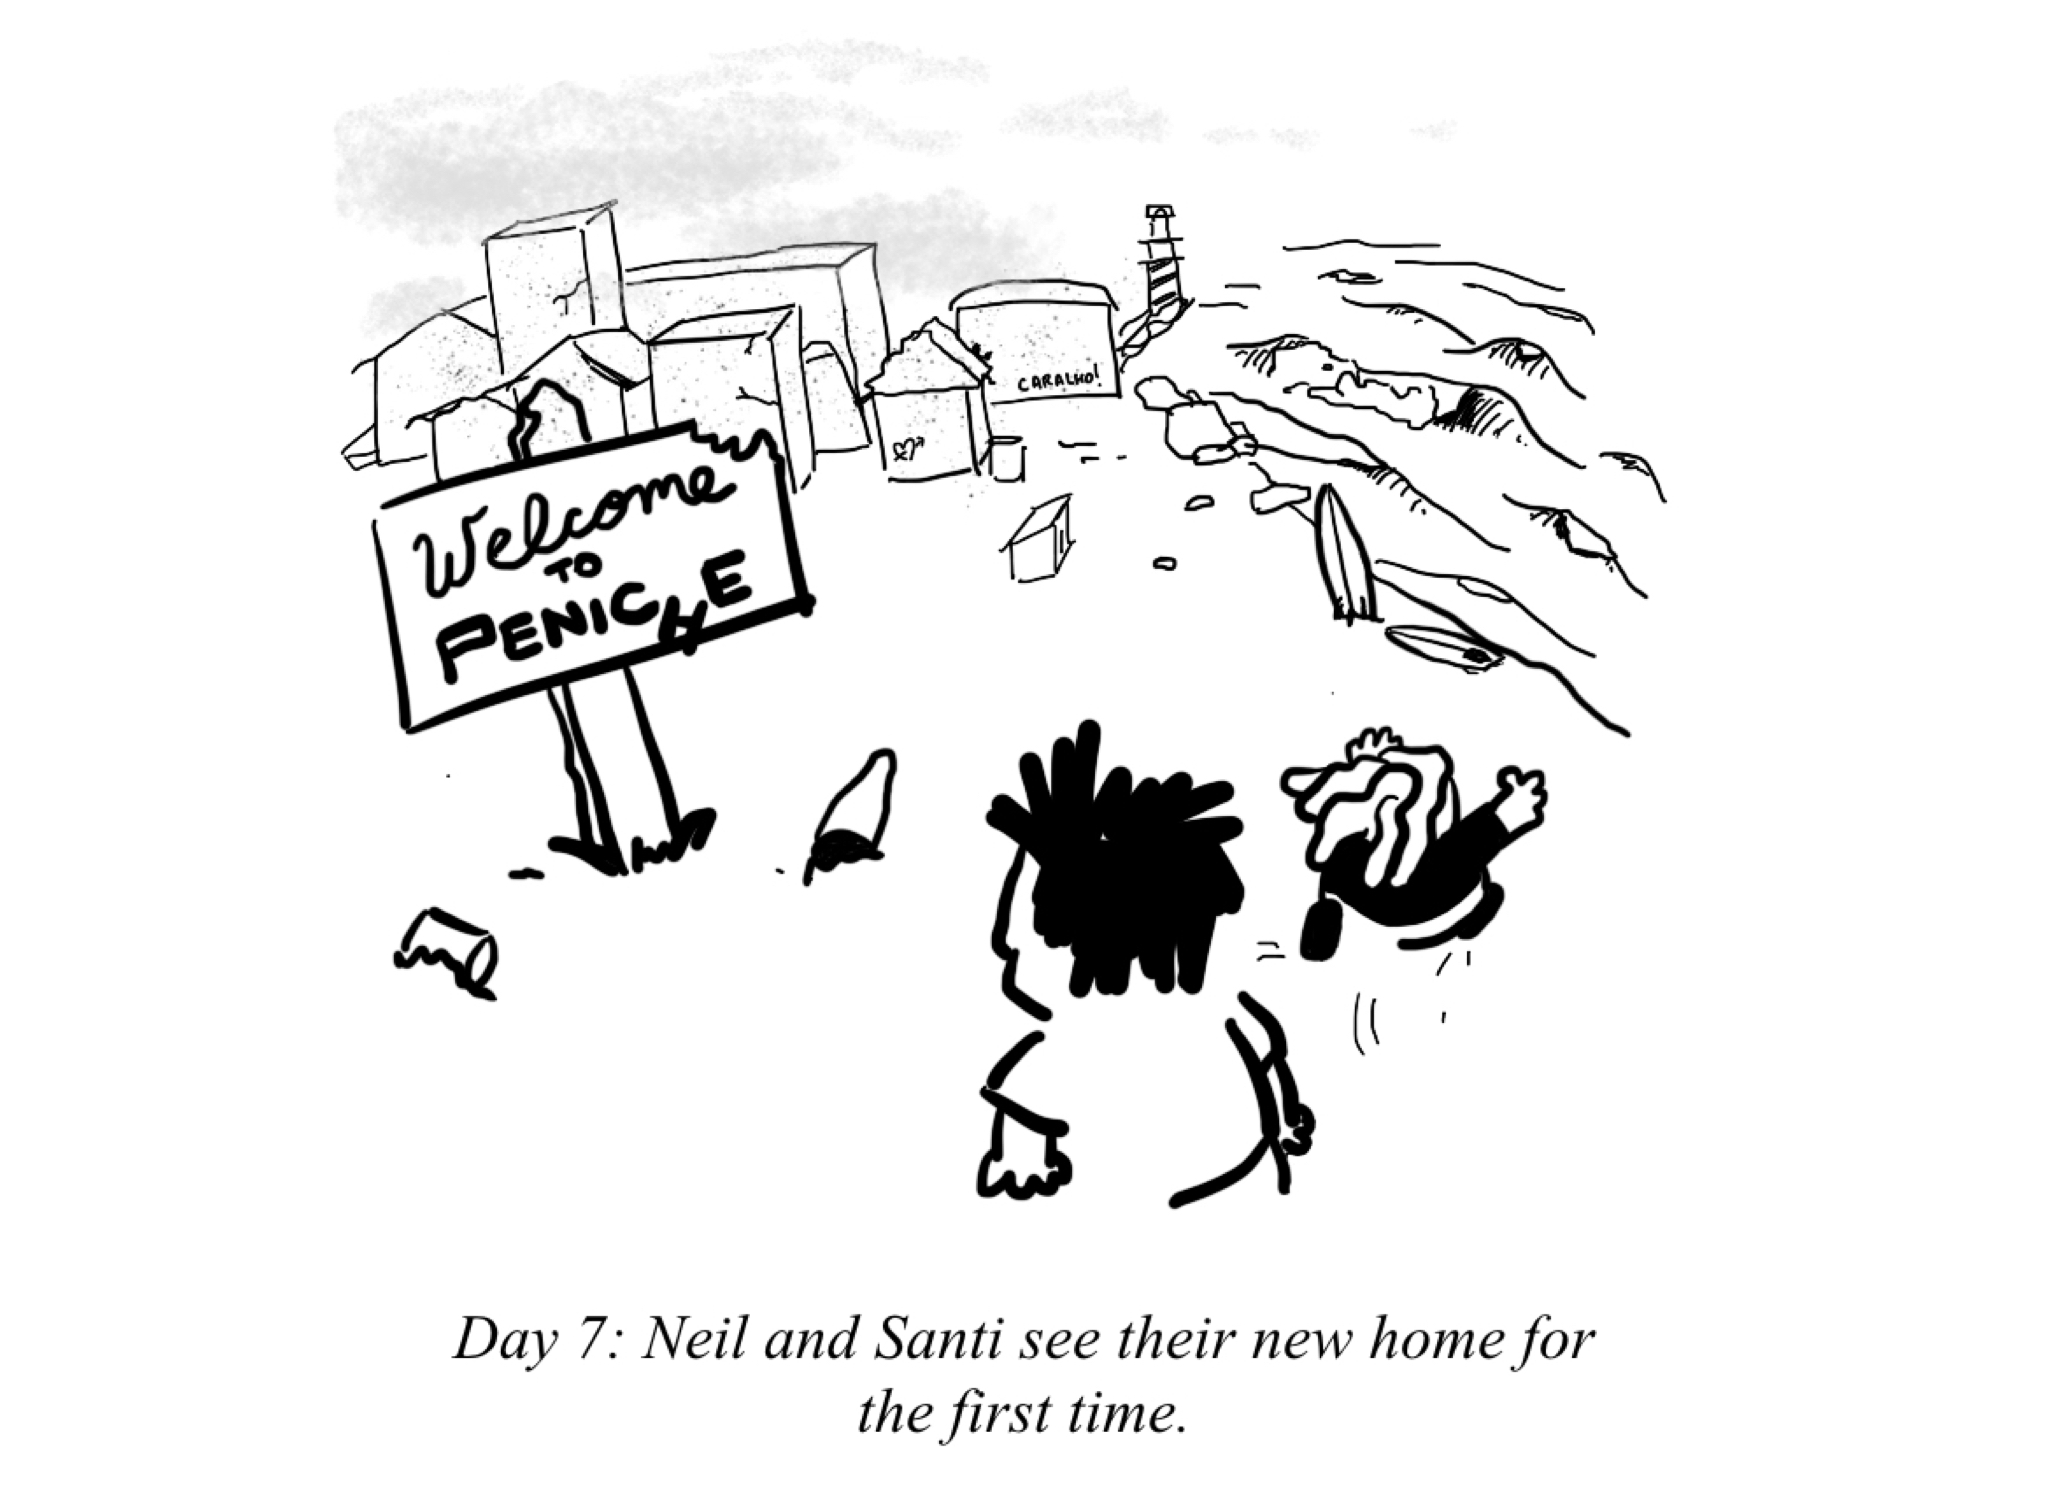 CARALHO!
Welcome
TO
PENICHE
Day 7: Neil and Santi see their new home for
the first time.